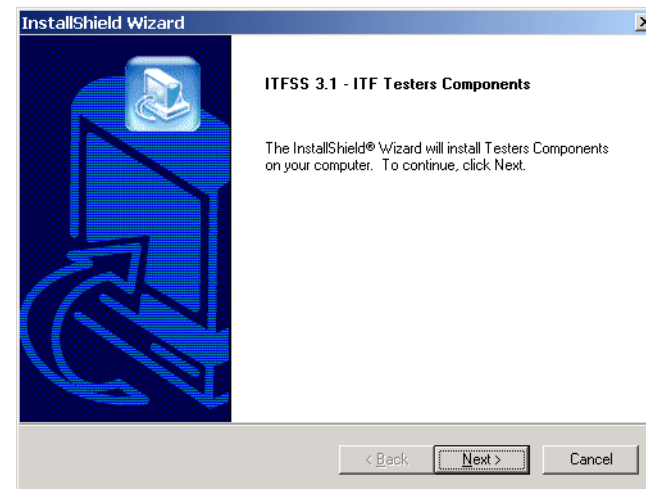 InstallShield Wizard
ITFSS 3.1 - ITF Testers Components
The InstallShield® Wizard will install Testers Components
on your computer. To continue, click Next.
< Back
Next >
Cancel